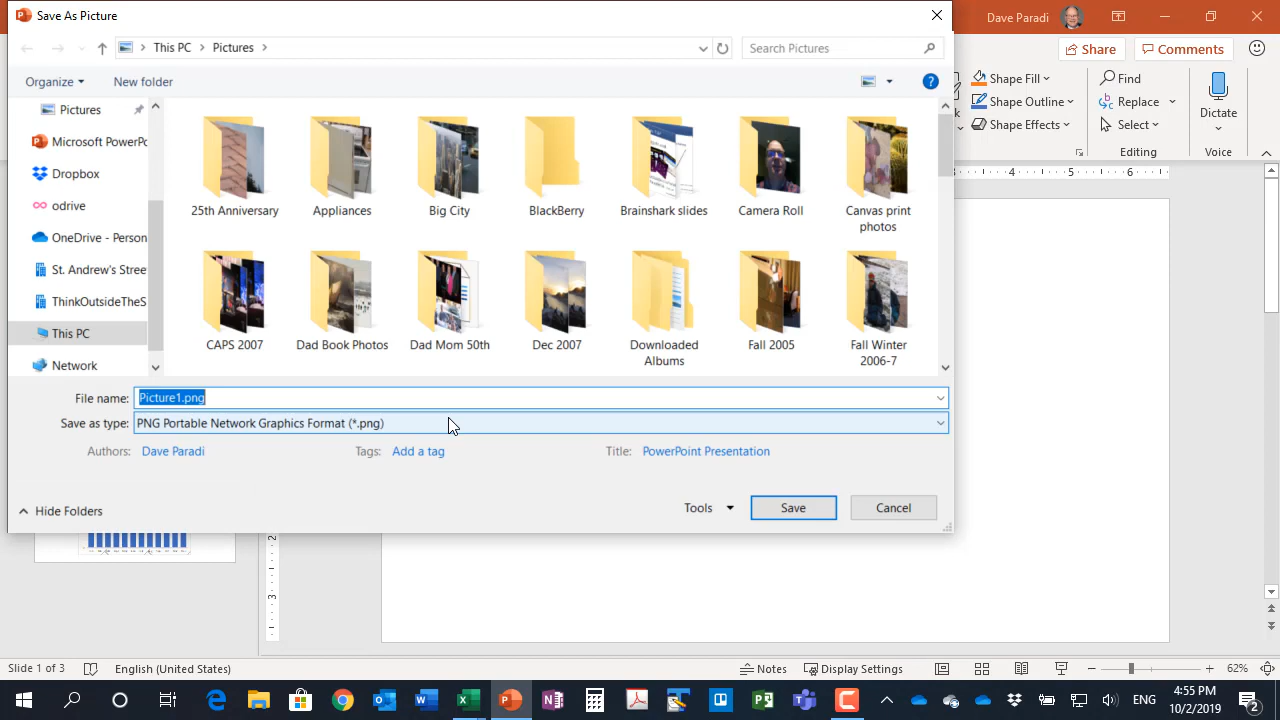 Save As Picture
Dave Paradi
This PC
Pictures
Search Pictures
Share
Comments
Organize
New folder
Shape Fill
Shape Outline
Shape Effects
Find
Replace
Select
Dictate
Editing
Voice
Pictures
Microsoft PowerPo
Dropbox
odrive
OneDrive - Person
St. Andrew's Stree
ThinkOutsideTheS
This PC
Network
25th Anniversary
Appliances
Big City
BlackBerry
Brainshark slides
Camera Roll
Canvas print
photos
CAPS 2007
Dad Book Photos
Dad Mom 50th
Dec 2007
Downloaded
Albums
Fall 2005
Fall Winter
2006-7
4 5 6
File name: Picture1.png
Save as type: PNG Portable Network Graphics Format (*.png)
Authors: Dave Paradi
Tags: Add a tag
Title: PowerPoint Presentation
Hide Folders
Tools
Save
Cancel
2
3
Slide 1 of 3
English (United States)
Notes
Display Settings
62%
ENG
4:55 PM
10/2/2019
2